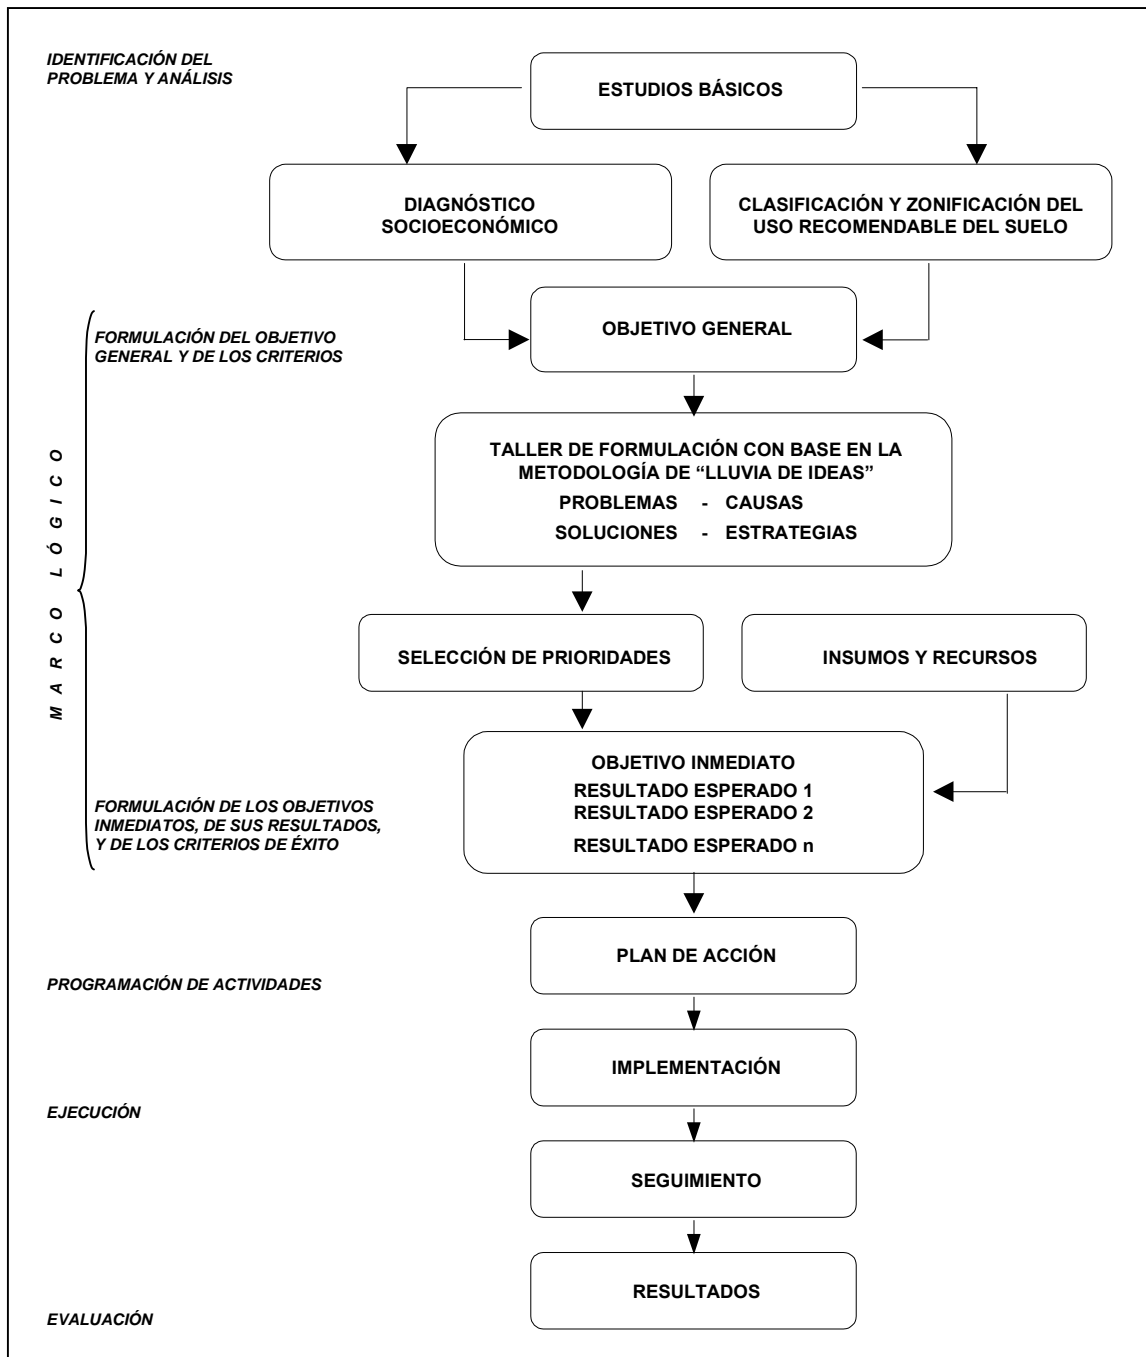 IDENTIFICACIÓN DEL
PROBLEMA Y ANÁLISIS
ESTUDIOS BÁSICOS
DIAGNÓSTICO
SOCIOECONÓMICO
CLASIFICACIÓN Y ZONIFICACIÓN DEL
USO RECOMENDABLE DEL SUELO
FORMULACIÓN DEL OBJETIVO
GENERAL Y DE LOS CRITERIOS
OBJETIVO GENERAL
MARCO LÓGICO
TALLER DE FORMULACIÓN CON BASE EN LA
METODOLOGÍA DE “LLUVIA DE IDEAS”
PROBLEMAS - CAUSAS
SOLUCIONES - ESTRATEGIAS
SELECCIÓN DE PRIORIDADES
INSUMOS Y RECURSOS
OBJETIVO INMEDIATO
RESULTADO ESPERADO 1
RESULTADO ESPERADO 2
RESULTADO ESPERADO n
FORMULACIÓN DE LOS OBJETIVOS
INMEDIATOS, DE SUS RESULTADOS,
Y DE LOS CRITERIOS DE ÉXITO
PLAN DE ACCIÓN
PROGRAMACIÓN DE ACTIVIDADES
IMPLEMENTACIÓN
EJECUCIÓN
SEGUIMIENTO
RESULTADOS
EVALUACIÓN